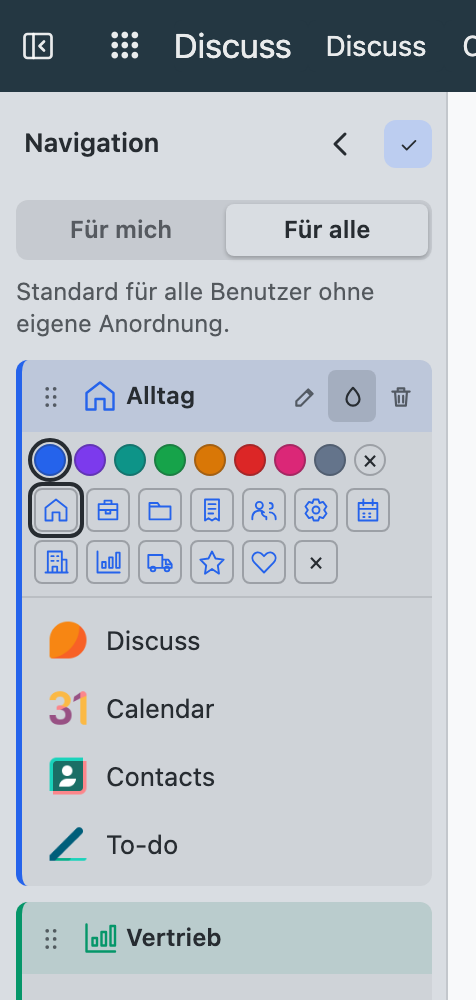 Discuss Discuss
Navigation
Für mich Für alle
Standard für alle Benutzer ohne
eigene Anordnung.
Alltag
Discuss
31 Calendar
Contacts
To-do
Vertrieb